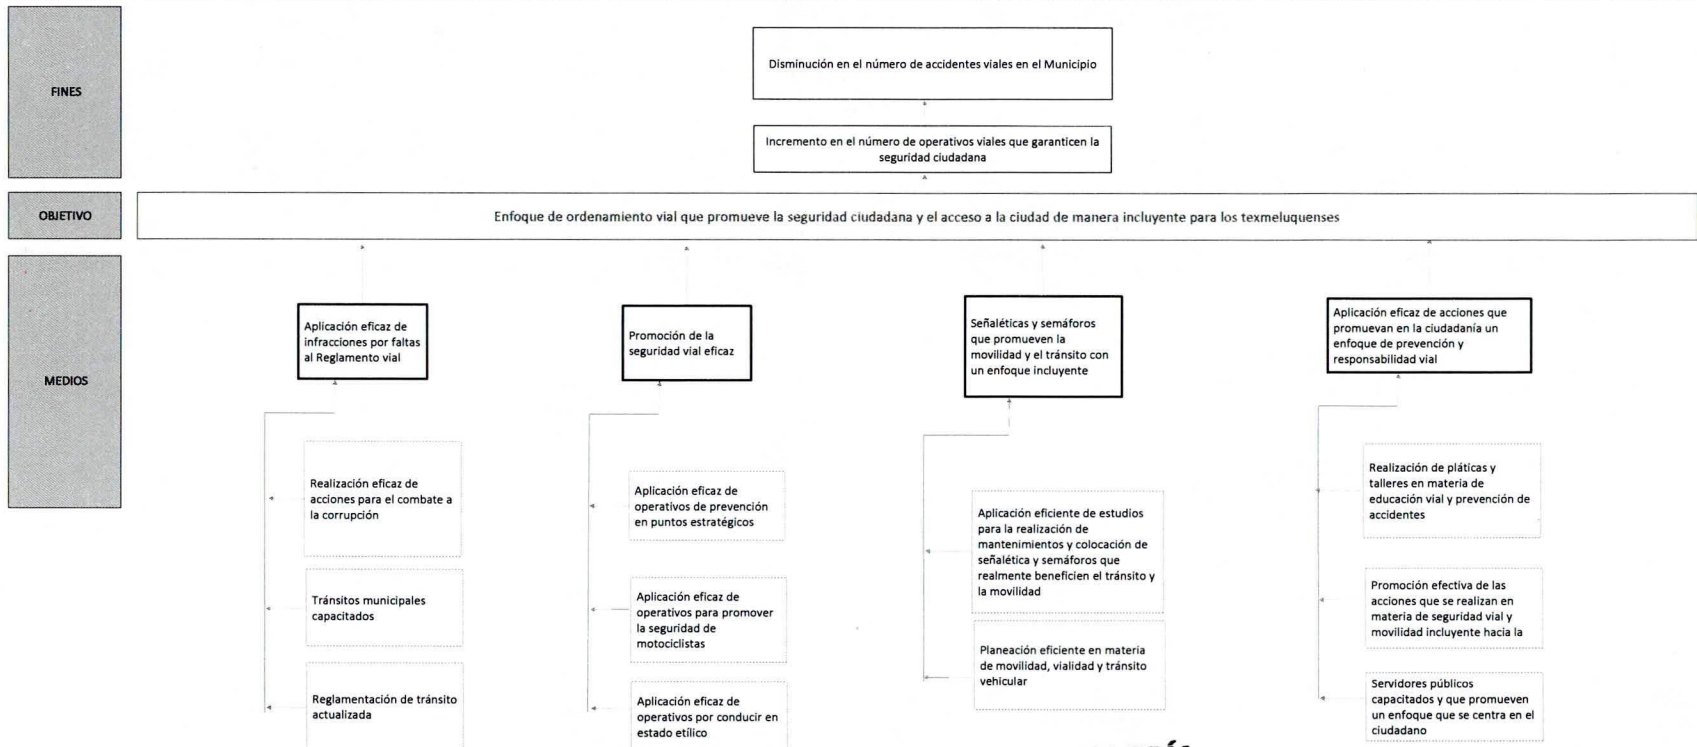 FINES
Disminución en el número de accidentes viales en el Municipio
Incremento en el número de operativos viales que garanticen la
seguridad ciudadana
OBJETIVO
Enfoque de ordenamiento vial que promueve la seguridad ciudadana y el acceso a la ciudad de manera incluyente para los texmeluquenses
MEDIOS
Aplicación eficaz de
infracciones por faltas
al Reglamento vial
Realización eficaz de
acciones para el combate a
la corrupción
Tránsitos municipales
capacitados
Reglamentación de tránsito
actualizada
Promoción de la
seguridad vial eficaz
Aplicación eficaz de
operativos de prevención
en puntos estratégicos
Aplicación eficaz de
operativos para promover
la seguridad de
motociclistas
Aplicación eficaz de
operativos por conducir en
estado etílico
Señaléticas y semáforos
que promueven la
movilidad y el tránsito con
un enfoque incluyente
Aplicación eficiente de estudios
para la realización de
mantenimientos y colocación de
señalética y semáforos que
realmente beneficien el tránsito y
la movilidad
Planeación eficiente en materia
de movilidad, vialidad y tránsito
vehicular
Aplicación eficaz de acciones que
promuevan en la ciudadanía un
enfoque de prevención y
responsabilidad vial
Realización de pláticas y
talleres en materia de
educación vial y prevención de
accidentes
Promoción efectiva de las
acciones que se realizan en
materia de seguridad vial y
movilidad incluyente hacia la
Servidores públicos
capacitados y que promueven
un enfoque que se centra en el
ciudadano